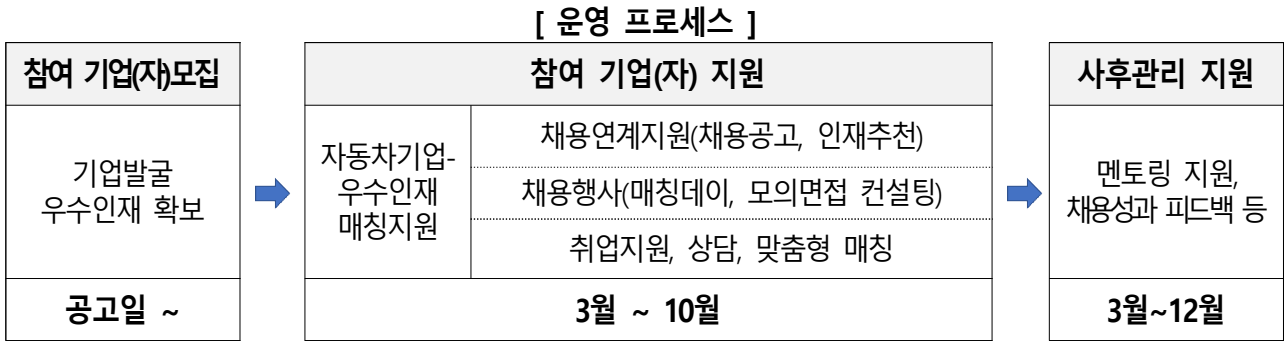 [ 운영 프로세스 ]
참여 기업(자)모집
기업발굴
우수인재 확보
공고일 ~
참여 기업(자) 지원
자동차기업-
우수인재
매칭지원
채용연계지원(채용공고, 인재추천)
채용행사(매칭데이, 모의면접 컨설팅)
취업지원, 상담, 맞춤형 매칭
3월 ~ 10월
사후관리 지원
멘토링 지원,
채용성과 피드백 등
3월~12월